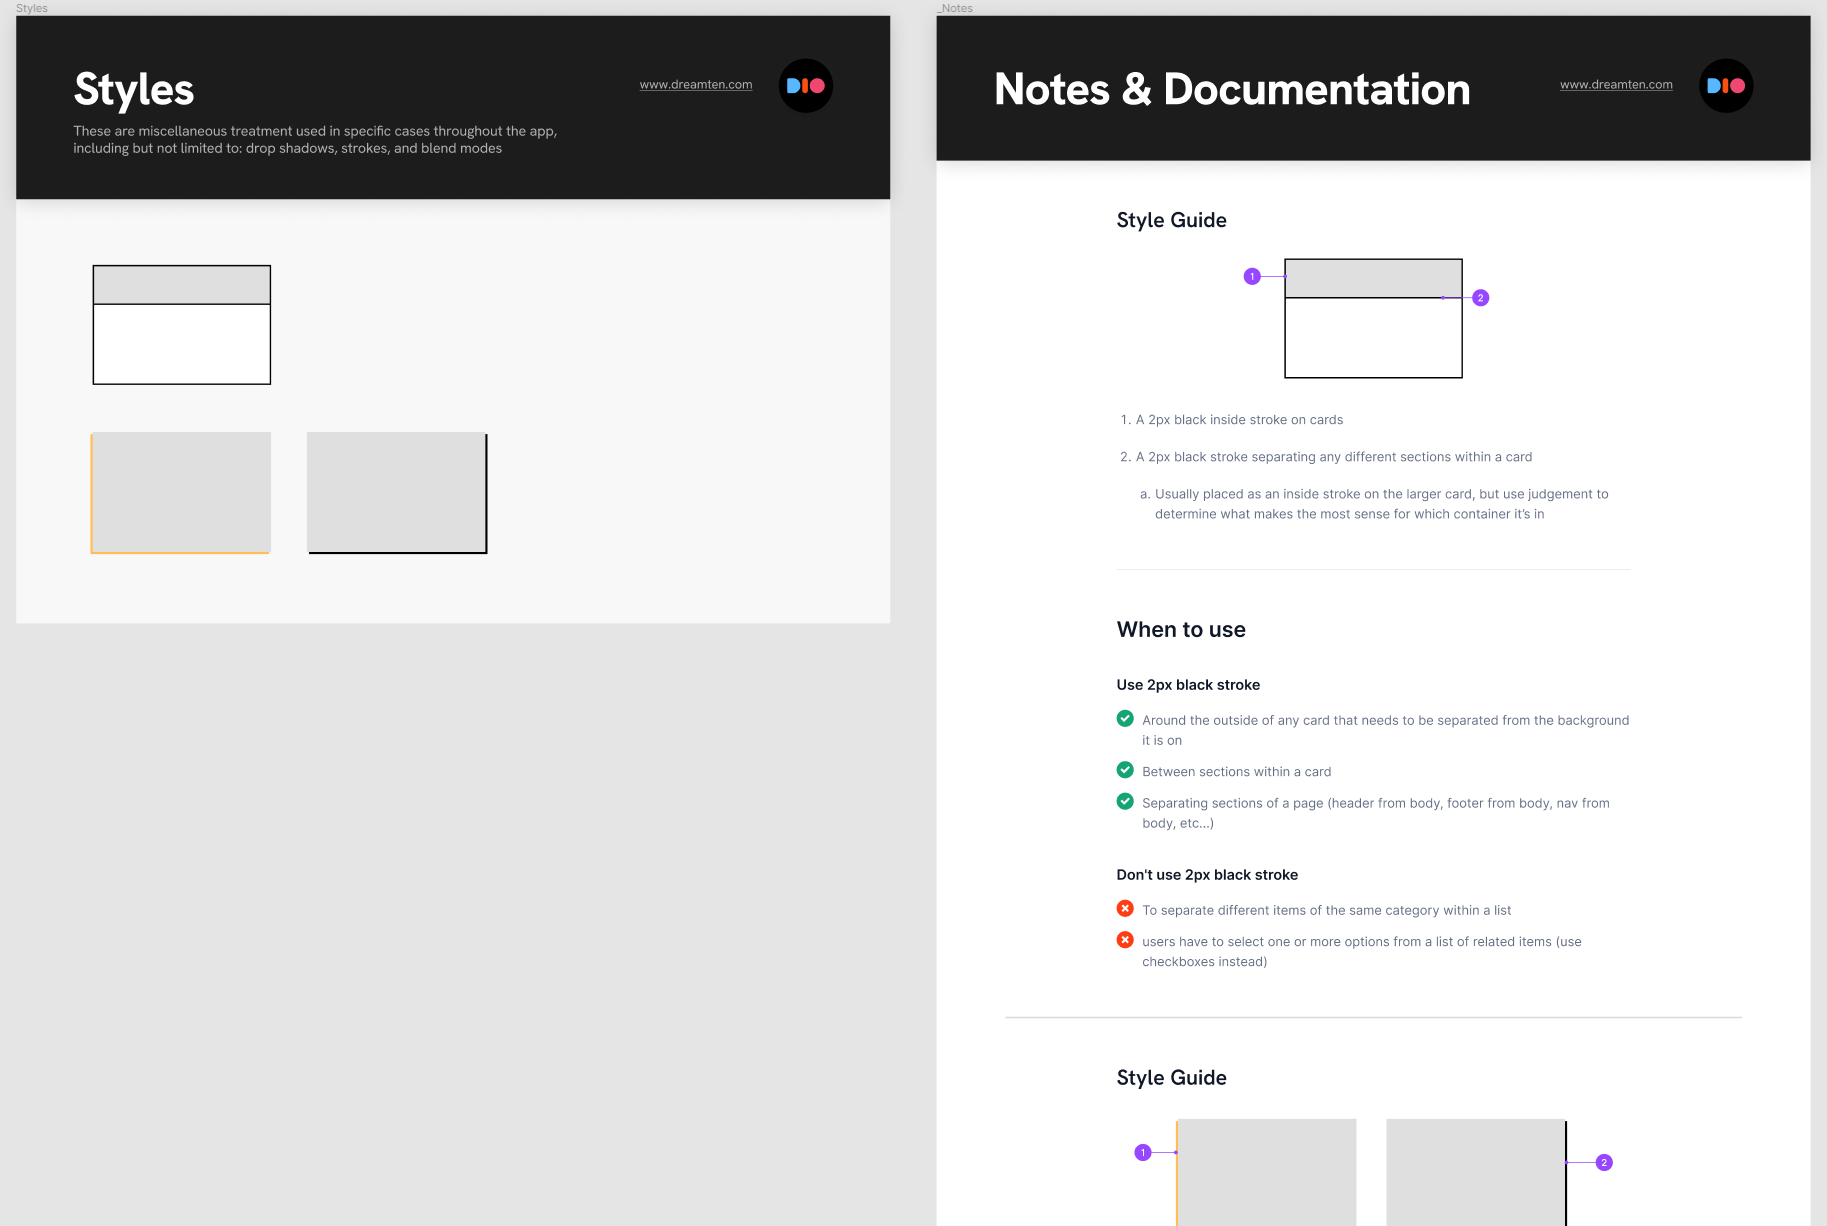 Styles
Styles
These are miscellaneous treatment used in specific cases throughout the app,
including but not limited to: drop shadows, strokes, and blend modes
www.dreamten.com
_Notes
Notes & Documentation
www.dreamten.com
Style Guide
1
2
1. A 2px black inside stroke on cards
2. A 2px black stroke separating any different sections within a card
a. Usually placed as an inside stroke on the larger card, but use judgement to
determine what makes the most sense for which container it's in
When to use
Use 2px black stroke
Around the outside of any card that needs to be separated from the background
it is on
Between sections within a card
Separating sections of a page (header from body, footer from body, nav from
body, etc...)
Don't use 2px black stroke
To separate different items of the same category within a list
users have to select one or more options from a list of related items (use
checkboxes instead)
Style Guide
1
2